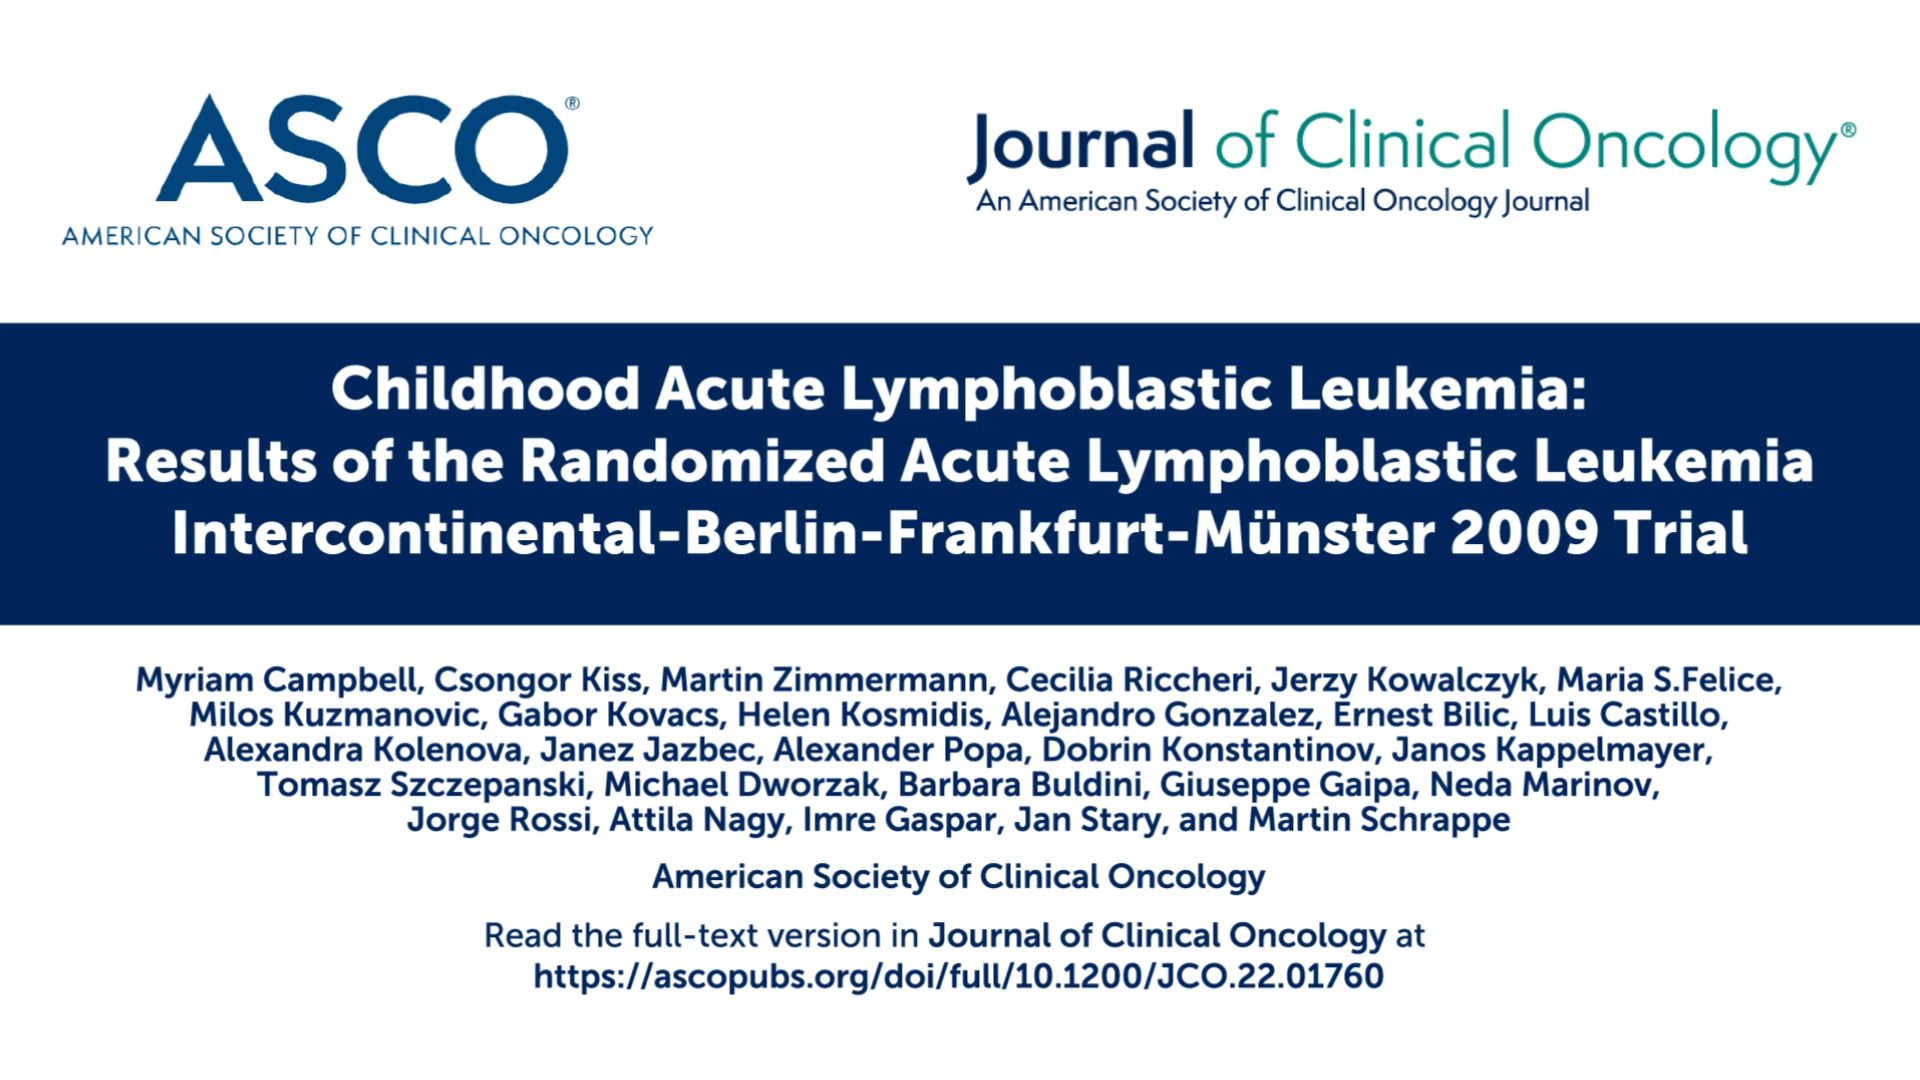 ASCO®
AMERICAN SOCIETY OF CLINICAL ONCOLOGY
Journal of Clinical Oncology®
An American Society of Clinical Oncology Journal
Childhood Acute Lymphoblastic Leukemia:
Results of the Randomized Acute Lymphoblastic Leukemia
Intercontinental-Berlin-Frankfurt-Münster 2009 Trial
Myriam Campbell, Csongor Kiss, Martin Zimmermann, Cecilia Riccheri, Jerzy Kowalczyk, Maria S.Felice,
Milos Kuzmanovic, Gabor Kovacs, Helen Kosmidis, Alejandro Gonzalez, Ernest Bilic, Luis Castillo,
Alexandra Kolenova, Janez Jazbec, Alexander Popa, Dobrin Konstantinov, Janos Kappelmayer,
Tomasz Szczepanski, Michael Dworzak, Barbara Buldini, Giuseppe Gaipa, Neda Marinov,
Jorge Rossi, Attila Nagy, Imre Gaspar, Jan Stary, and Martin Schrappe
American Society of Clinical Oncology
Read the full-text version in Journal of Clinical Oncology at
https://ascopubs.org/doi/full/10.1200/JCO.22.01760